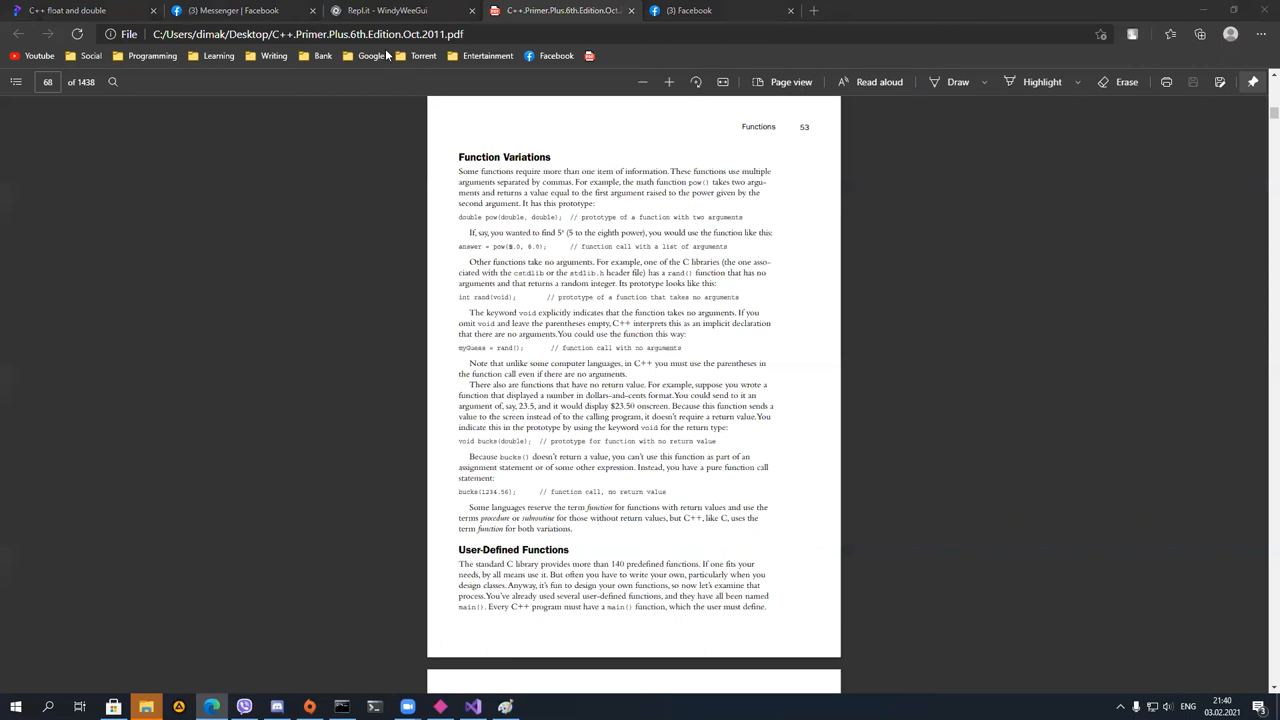 C++ float and double
(3) Messenger | Facebook
Replit - WindyWeeGui
C++.Primer.Plus.6th.Edition.Oct
(3) Facebook
File C:/Users/dimak/Desktop/C++.Primer.Plus.6th.Edition.Oct.2011.pdf
Youtube Social Programming Learning Writing Bank Google Torrent Entertainment Facebook
68 of 1438 Page view Read aloud Draw Highlight Erase
Functions 53
Function Variations
Some functions require more than one item of information. These functions use multiple
arguments separated by commas. For example, the math function pow() takes two argu-
ments and returns a value equal to the first argument raised to the power given by the
second argument. It has this prototype:
double pow(double, double); // prototype of a function with two arguments
If, say, you wanted to find 5⁸ (5 to the eighth power), you would use the function like this:
answer = pow(5.0, 8.0); // function call with a list of arguments
Other functions take no arguments. For example, one of the C libraries (the one asso-
ciated with the cstdlib or the stdlib.h header file) has a rand() function that has no
arguments and that returns a random integer. Its prototype looks like this:
int rand(void); // prototype of a function that takes no arguments
The keyword void explicitly indicates that the function takes no arguments. If you
omit void and leave the parentheses empty, C++ interprets this as an implicit declaration
that there are no arguments. You could use the function this way:
myGuess = rand(); // function call with no arguments
Note that unlike some computer languages, in C++ you must use the parentheses in
the function call even if there are no arguments.
There also are functions that have no return value. For example, suppose you wrote a
function that displayed a number in dollars-and-cents format. You could send to it an
argument of, say, 23.5, and it would display $23.50 onscreen. Because this function sends a
value to the screen instead of to the calling program, it doesn't require a return value. You
indicate this in the prototype by using the keyword void for the return type:
void bucks(double); // prototype for function with no return value
Because bucks() doesn't return a value, you can't use this function as part of an
assignment statement or of some other expression. Instead, you have a pure function call
statement:
bucks(1234.56); // function call, no return value
Some languages reserve the term function for functions with return values and use the
terms procedure or subroutine for those without return values, but C++, like C, uses the
term function for both variations.
User-Defined Functions
The standard C library provides more than 140 predefined functions. If one fits your
needs, by all means use it. But often you have to write your own, particularly when you
design classes. Anyway, it's fun to design your own functions, so now let's examine that
process. You've already used several user-defined functions, and they have all been named
main(). Every C++ program must have a main() function, which the user must define.
ENG
21:40
03.02.2021